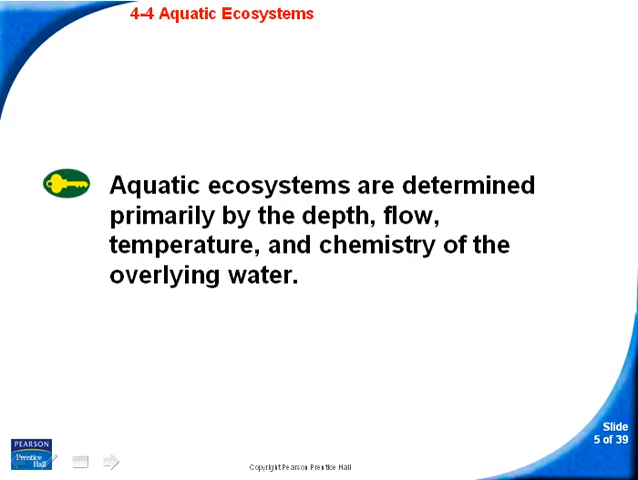 4-4 Aquatic Ecosystems
Aquatic ecosystems are determined
primarily by the depth, flow,
temperature, and chemistry of the
overlying water.
Slide
5 of 39
PEARSON
Prentice
Hall
Copyright Pearson Prentice Hall